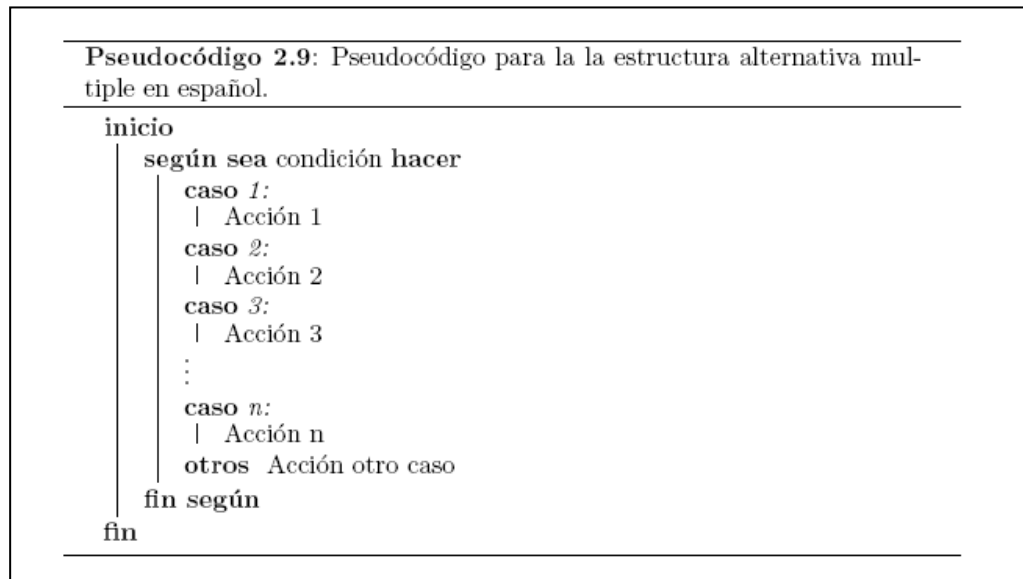 Pseudocódigo 2.9: Pseudocódigo para la la estructura alternativa mul-
tiple en español.
inicio
según sea condición hacer
caso 1:
Acción 1
caso 2:
Acción 2
caso 3:
Acción 3
⋮
caso n:
Acción n
otros Acción otro caso
fin según
fin